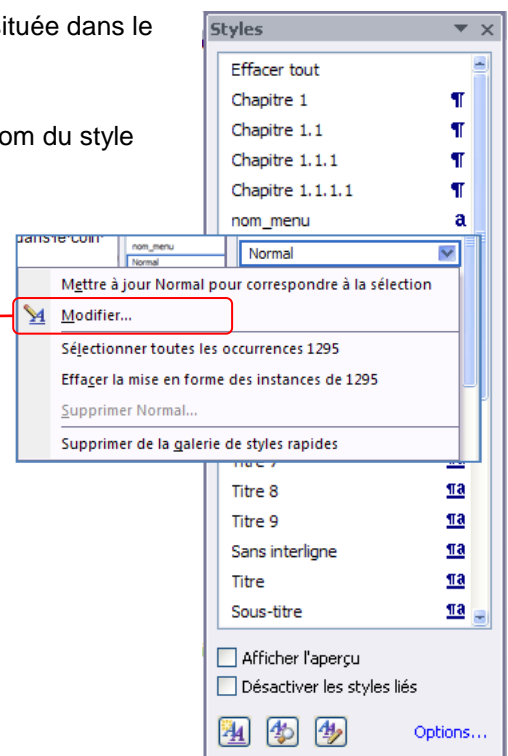 située dans le
Styles
Effacer tout
Chapitre 1 ¶
om du style
Chapitre 1.1 ¶
Chapitre 1.1.1 ¶
Chapitre 1.1.1.1 ¶
nom_menu a
nom_menu
Normal
Normal
Mettre à jour Normal pour correspondre à la sélection
Modifier...
Sélectionner toutes les occurrences 1295
Effacer la mise en forme des instances de 1295
Supprimer Normal...
Supprimer de la galerie de styles rapides
Titre 8 ¶a
Titre 9 ¶a
Sans interligne ¶a
Titre ¶a
Sous-titre ¶a
Afficher l'aperçu
Désactiver les styles liés
Options...